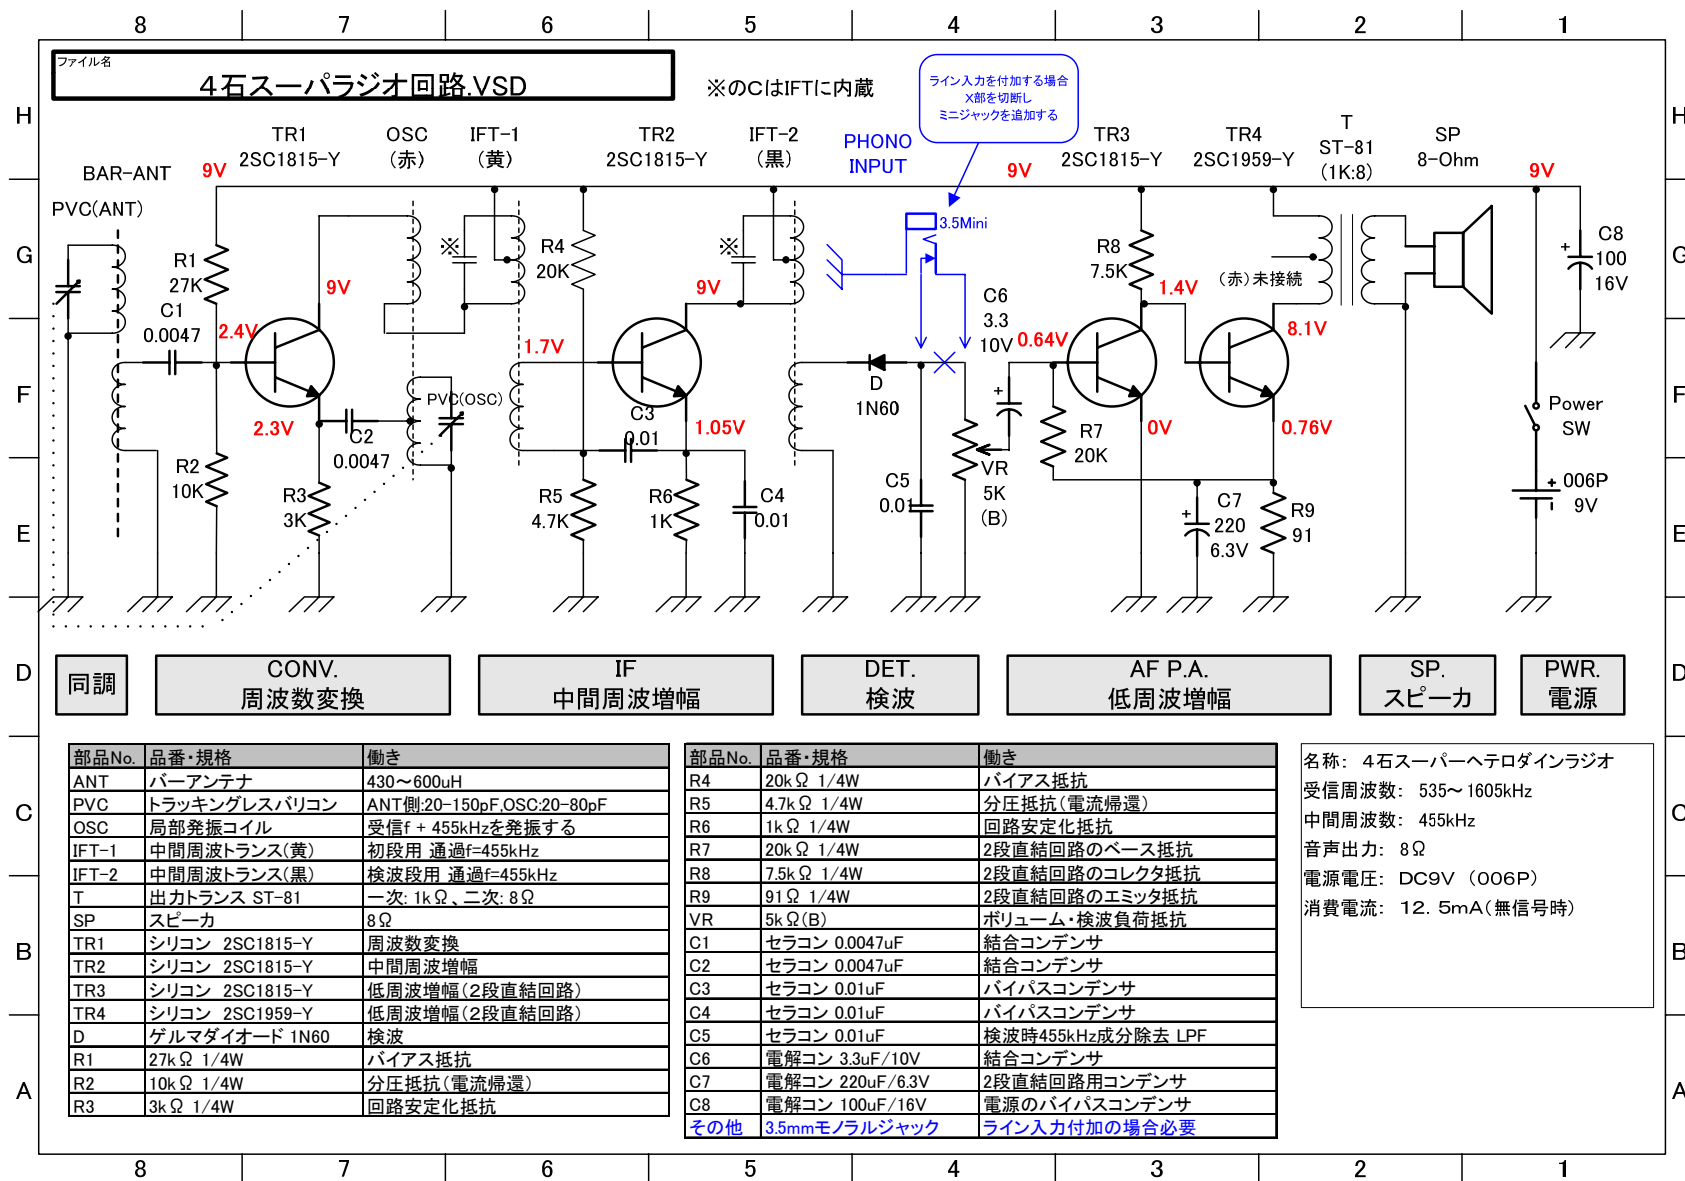 8 7 6 5 4 3 2 1
ファイル名
4石スーパラジオ回路.VSD
※のCはIFTに内蔵
ライン入力を付加する場合
X部を切断し
ミニジャックを追加する
H
H
TR1
2SC1815-Y
OSC
(赤)
IFT-1
(黄)
TR2
2SC1815-Y
IFT-2
(黒)
PHONO
INPUT
TR3
2SC1815-Y
TR4
2SC1959-Y
T
ST-81
(1K:8)
SP
8-Ohm
BAR-ANT
9V
9V
9V
PVC(ANT)
G
G
R1
27K
※
R4
20K
※
3.5Mini
R8
7.5K
(赤)未接続
+
C8
100
16V
9V
9V
1.4V
C1
0.0047
2.4V
1.7V
C6
3.3
10V
0.64V
8.1V
F
F
D
1N60
+
PVC(OSC)
2.3V
C2
0.0047
C3
0.01
1.05V
R7
20K
0V
0.76V
Power
SW
R2
10K
R3
3K
R5
4.7K
R6
1K
C4
0.01
C5
0.01
VR
5K
(B)
+
C7
220
6.3V
R9
91
+
006P
9V
E
E
D
D
同調
CONV.
周波数変換
IF
中間周波増幅
DET.
検波
AF P.A.
低周波増幅
SP.
スピーカ
PWR.
電源
部品No. 品番・規格 働き
ANT バーアンテナ 430～600uH
PVC トラッキングレスバリコン ANT側:20-150pF,OSC:20-80pF
OSC 局部発振コイル 受信f + 455kHzを発振する
IFT-1 中間周波トランス(黄) 初段用 通過f=455kHz
IFT-2 中間周波トランス(黒) 検波段用 通過f=455kHz
T 出力トランス ST-81 一次: 1kΩ、二次: 8Ω
SP スピーカ 8Ω
TR1 シリコン 2SC1815-Y 周波数変換
TR2 シリコン 2SC1815-Y 中間周波増幅
TR3 シリコン 2SC1815-Y 低周波増幅(2段直結回路)
TR4 シリコン 2SC1959-Y 低周波増幅(2段直結回路)
D ゲルマダイオード 1N60 検波
R1 27kΩ 1/4W バイアス抵抗
R2 10kΩ 1/4W 分圧抵抗(電流帰還)
R3 3kΩ 1/4W 回路安定化抵抗
部品No. 品番・規格 働き
R4 20kΩ 1/4W バイアス抵抗
R5 4.7kΩ 1/4W 分圧抵抗(電流帰還)
R6 1kΩ 1/4W 回路安定化抵抗
R7 20kΩ 1/4W 2段直結回路のベース抵抗
R8 7.5kΩ 1/4W 2段直結回路のコレクタ抵抗
R9 91Ω 1/4W 2段直結回路のエミッタ抵抗
VR 5kΩ(B) ボリューム・検波負荷抵抗
C1 セラコン 0.0047uF 結合コンデンサ
C2 セラコン 0.0047uF 結合コンデンサ
C3 セラコン 0.01uF バイパスコンデンサ
C4 セラコン 0.01uF バイパスコンデンサ
C5 セラコン 0.01uF 検波時455kHz成分除去 LPF
C6 電解コン 3.3uF/10V 結合コンデンサ
C7 電解コン 220uF/6.3V 2段直結回路用コンデンサ
C8 電解コン 100uF/16V 電源のバイパスコンデンサ
その他 3.5mmモノラルジャック ライン入力付加の場合必要
名称: 4石スーパーヘテロダインラジオ
受信周波数: 535～1605kHz
中間周波数: 455kHz
音声出力: 8Ω
電源電圧: DC9V (006P)
消費電流: 12.5mA(無信号時)
C
C
B
B
A
A
8 7 6 5 4 3 2 1